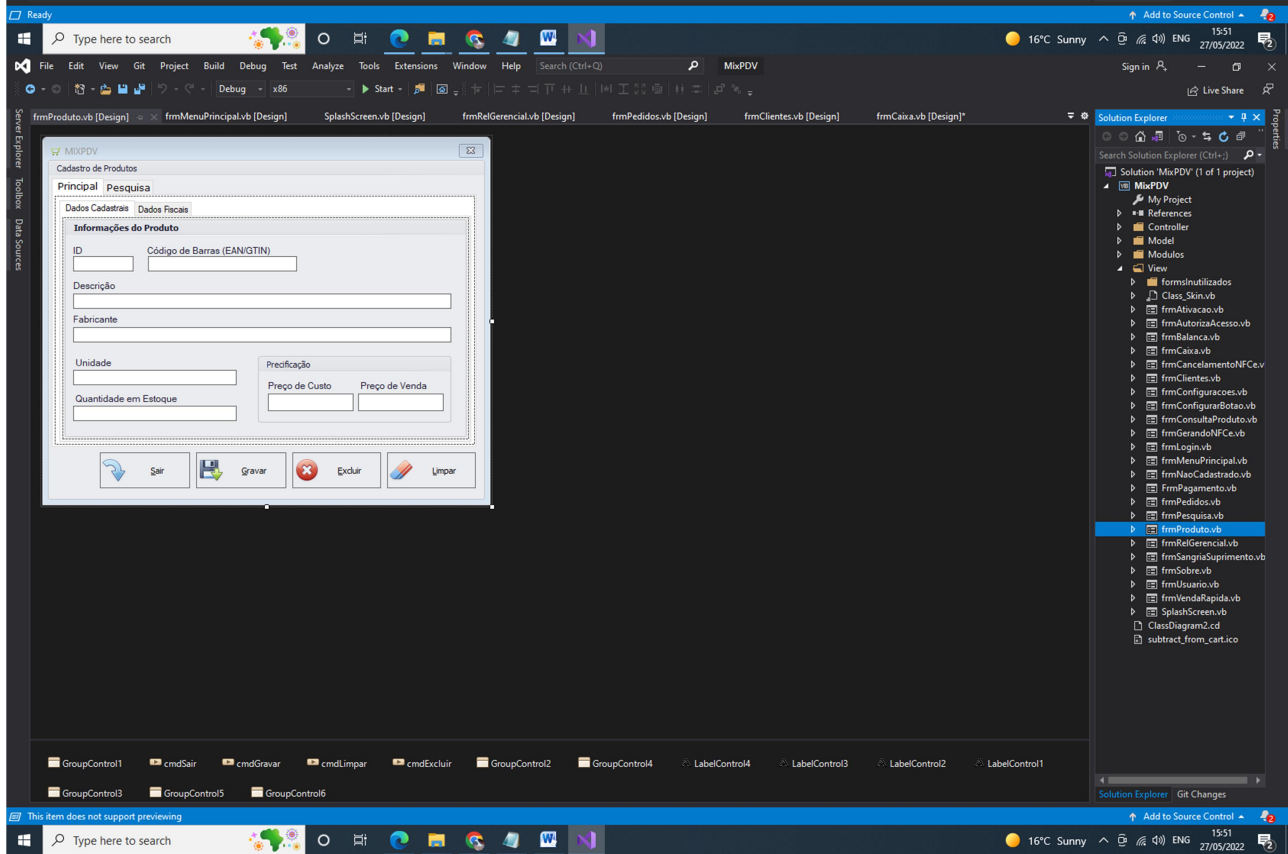 Ready
Add to Source Control
2
Type here to search
16°C Sunny
ENG
15:51
27/05/2022
2
File Edit View Git Project Build Debug Test Analyze Tools Extensions Window Help Search (Ctrl+Q) MixPDV
Sign in
Debug x86 Start
Live Share
Server Explorer
Toolbox
Data Sources
frmProduto.vb [Design] frmMenuPrincipal.vb [Design] SplashScreen.vb [Design] frmRelGerencial.vb [Design] frmPedidos.vb [Design] frmClientes.vb [Design] frmCaixa.vb [Design]*
MIXPDV
Cadastro de Produtos
Principal Pesquisa
Dados Cadastrais Dados Fiscais
Informações do Produto
ID Código de Barras (EAN/GTIN)
Descrição
Fabricante
Unidade
Precificação
Preço de Custo Preço de Venda
Quantidade em Estoque
Sair Gravar Excluir Limpar
Solution Explorer
Properties
Search Solution Explorer (Ctrl+;)
Solution 'MixPDV' (1 of 1 project)
VB MixPDV
My Project
References
Controller
Model
Modulos
View
formsInutilizados
Class_Skin.vb
frmAtivacao.vb
frmAutorizaAcesso.vb
frmBalanca.vb
frmCaixa.vb
frmCancelamentoNFCe.v
frmClientes.vb
frmConfiguracoes.vb
frmConfigurarBotao.vb
frmConsultaProduto.vb
frmGerandoNFCe.vb
frmLogin.vb
frmMenuPrincipal.vb
frmNaoCadastrado.vb
FrmPagamento.vb
frmPedidos.vb
frmPesquisa.vb
frmProduto.vb
frmRelGerencial.vb
frmSangriaSuprimento.vb
frmSobre.vb
frmUsuario.vb
frmVendaRapida.vb
SplashScreen.vb
ClassDiagram2.cd
subtract_from_cart.ico
GroupControl1 cmdSair cmdGravar cmdLimpar cmdExcluir GroupControl2 GroupControl4 LabelControl4 LabelControl3 LabelControl2 LabelControl1
GroupControl3 GroupControl5 GroupControl6
Solution Explorer Git Changes
This item does not support previewing
Add to Source Control
2
Type here to search
16°C Sunny
ENG
15:51
27/05/2022
2